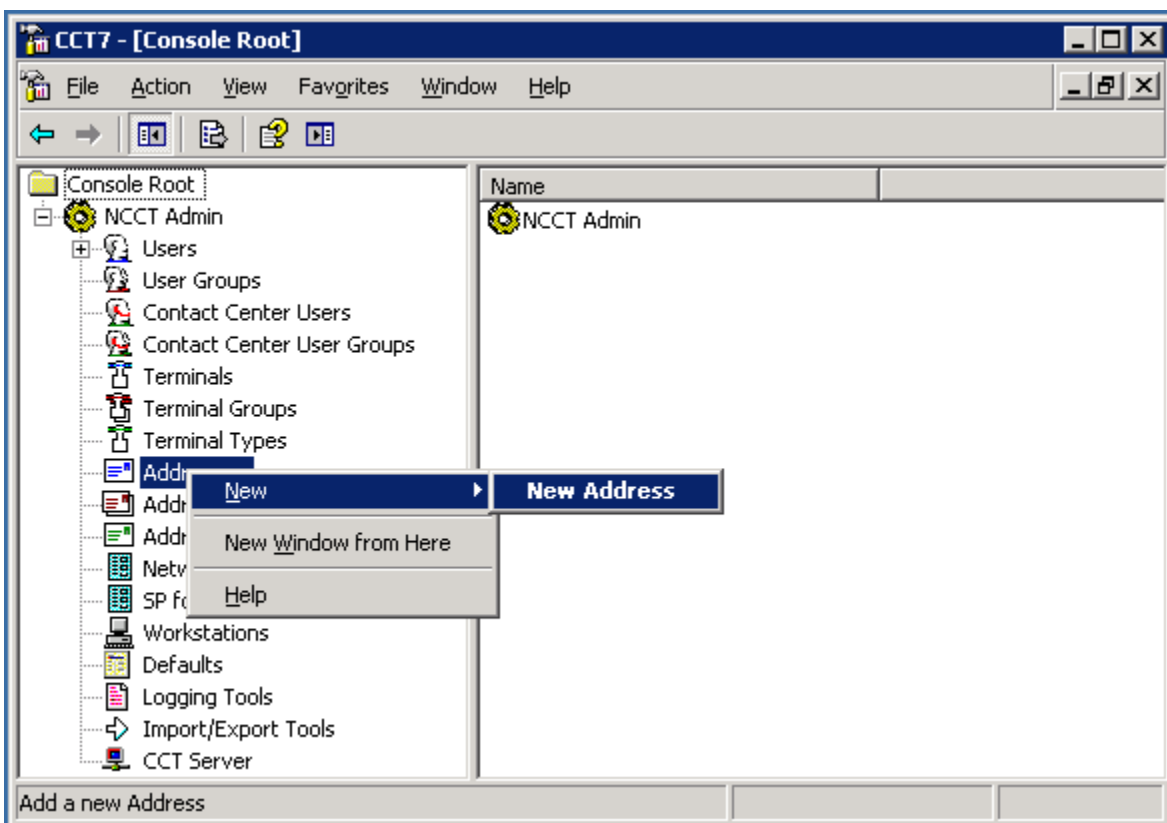 CCT7 - [Console Root]
File Action View Favorites Window Help
Console Root
Name
NCCT Admin
NCCT Admin
Users
User Groups
Contact Center Users
Contact Center User Groups
Terminals
Terminal Groups
Terminal Types
Addr
New
New Address
Addr
New Window from Here
Addr
Netw
Help
SP fo
Workstations
Defaults
Logging Tools
Import/Export Tools
CCT Server
Add a new Address